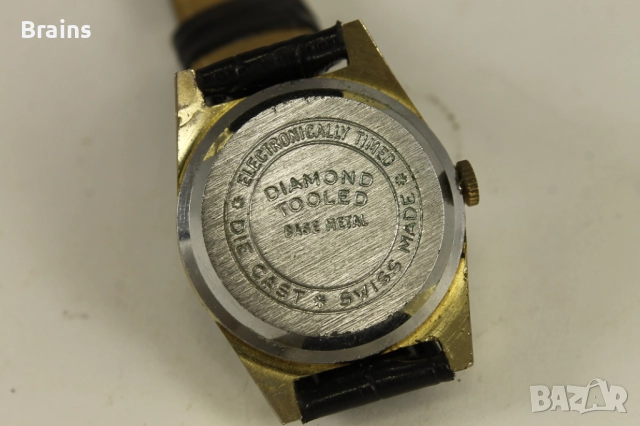 Brains
ELECTRONICALLY TIMED
DIAMOND
TOOLED
BASE METAL
DIE CAST ☆ SWISS MADE ☆
BAZAR